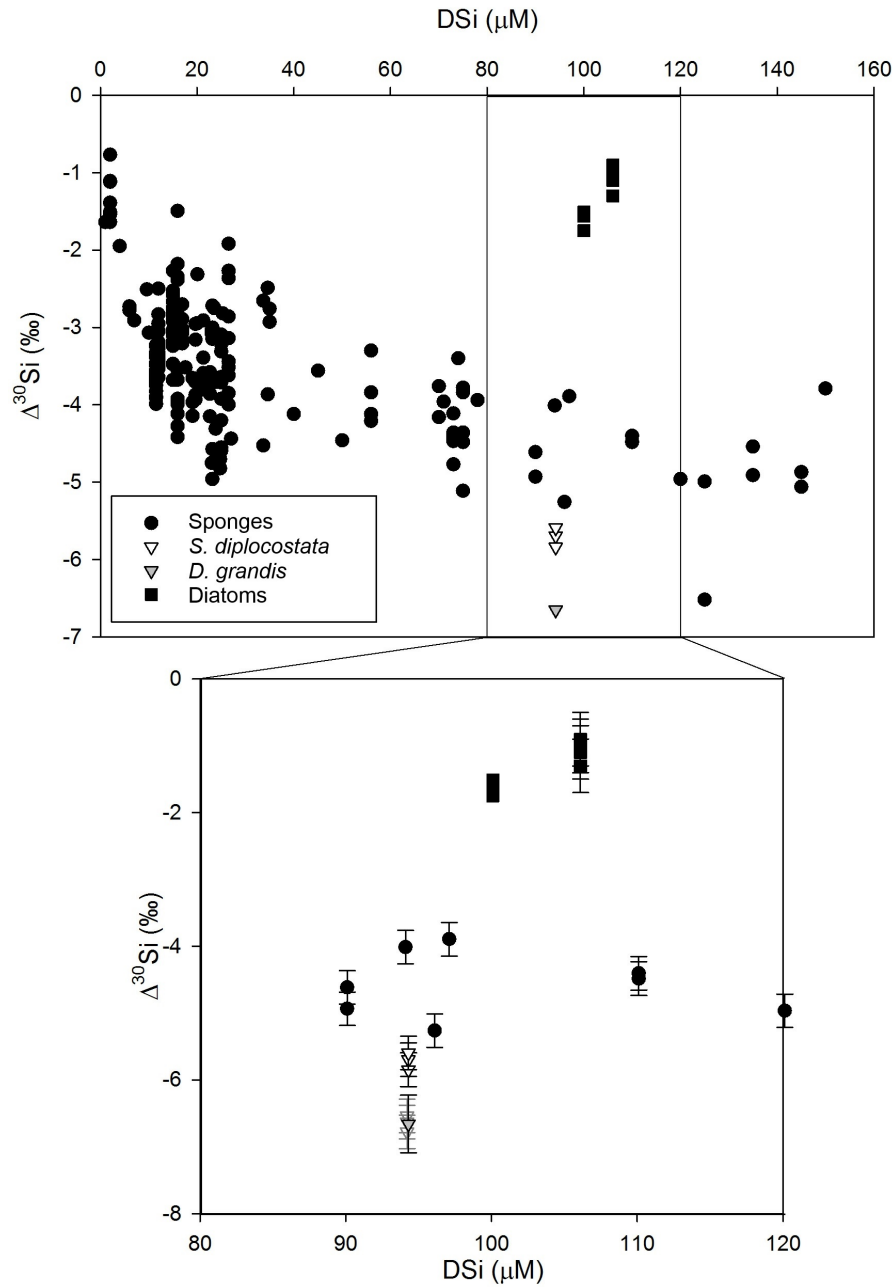 DSi (μM)
0 20 40 60 80 100 120 140 160
0
-1
-2
-3
-4
-5
-6
-7
Δ30Si (‰)
Sponges
S. diplocostata
D. grandis
Diatoms
0
-2
-4
-6
-8
Δ30Si (‰)
80 90 100 110 120
DSi (μM)